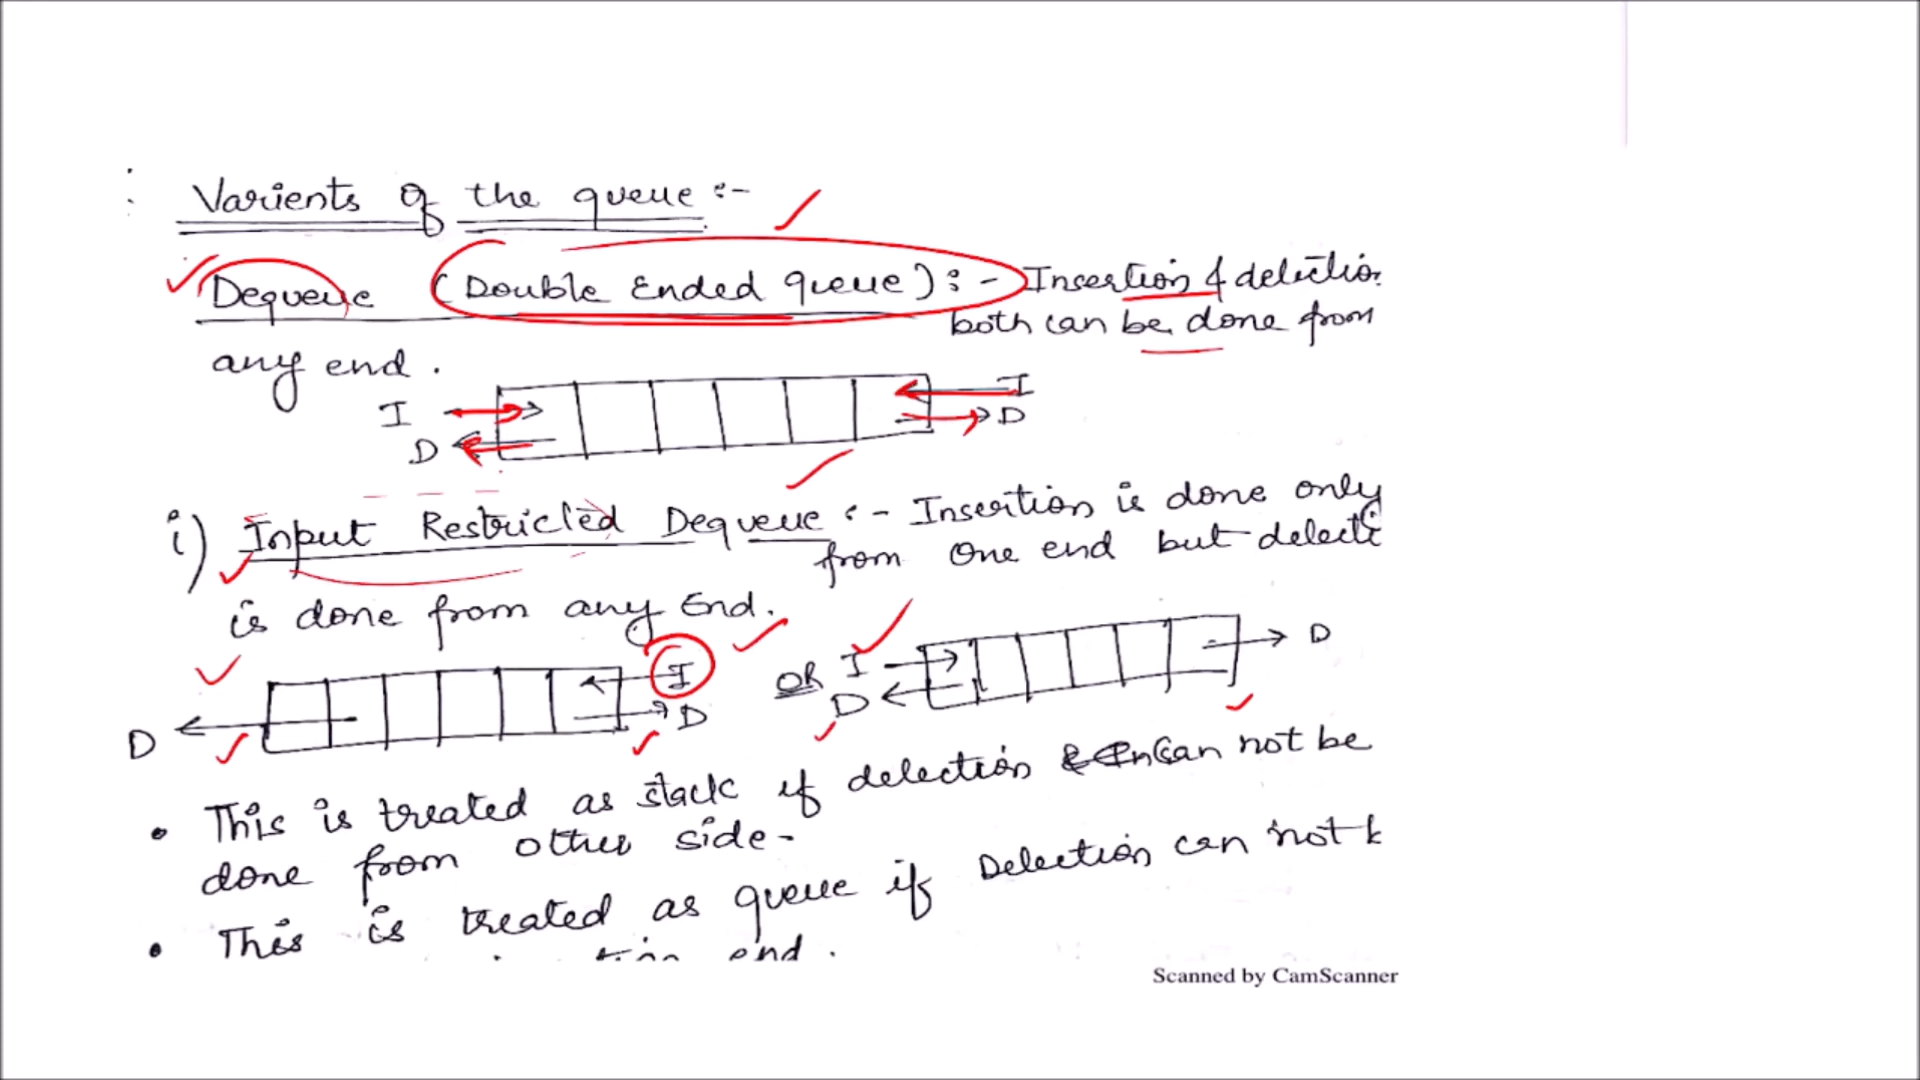 Varients of the queue :-
Dequeue (Double Ended queue) :- Insertion & deletion
both can be done from
any end.
I I
D D
i) Input Restricted Dequeue :- Insertion is done only
from one end but delecti
is done from any End.
I OR I D
D D D
• This is treated as stack if delection can not be
done from other side-
• This is treated as queue if Delection can not b
end.
Scanned by CamScanner